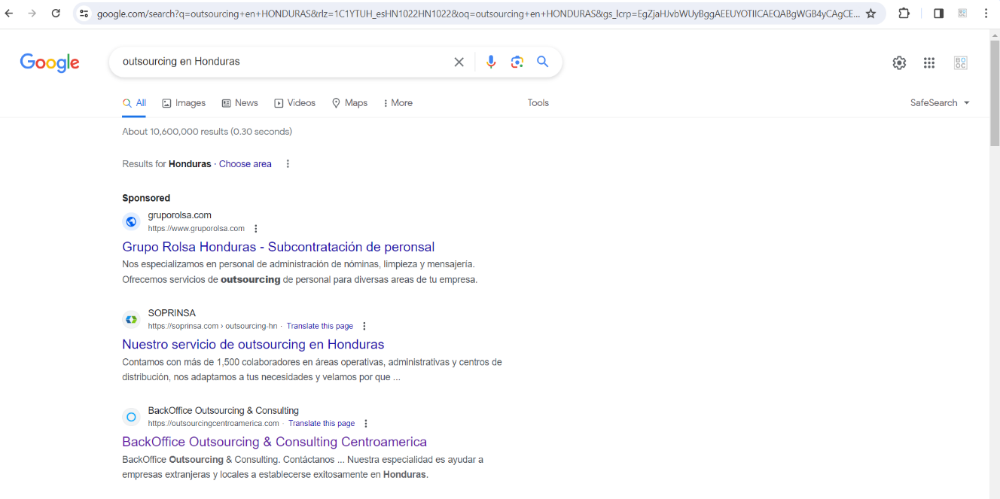 google.com/search?q=outsourcing+en+HONDURAS&rlz=1C1YTUH_esHN1022HN1022&oq=outsourcing+en+HONDURAS&gs_lcrp=EgZjaHJvbWUyBggAEEUYOTIICAEQABgWGB4yCAgCE...
Google
outsourcing en Honduras
BO
OC
All
Images
News
Videos
Maps
More
Tools
SafeSearch
About 10,600,000 results (0.30 seconds)
Results for Honduras · Choose area
Sponsored
gruporolsa.com
https://www.gruporolsa.com
Grupo Rolsa Honduras - Subcontratación de peronsal
Nos especializamos en personal de administración de nóminas, limpieza y mensajería.
Ofrecemos servicios de outsourcing de personal para diversas areas de tu empresa.
SOPRINSA
https://soprinsa.com › outsourcing-hn · Translate this page
Nuestro servicio de outsourcing en Honduras
Contamos con más de 1,500 colaboradores en áreas operativas, administrativas y centros de
distribución, nos adaptamos a tus necesidades y velamos por que ...
BackOffice Outsourcing & Consulting
https://outsourcingcentroamerica.com · Translate this page
BackOffice Outsourcing & Consulting Centroamerica
BackOffice Outsourcing & Consulting. Contáctanos ... Nuestra especialidad es ayudar a
empresas extranjeras y locales a establecerse exitosamente en Honduras.